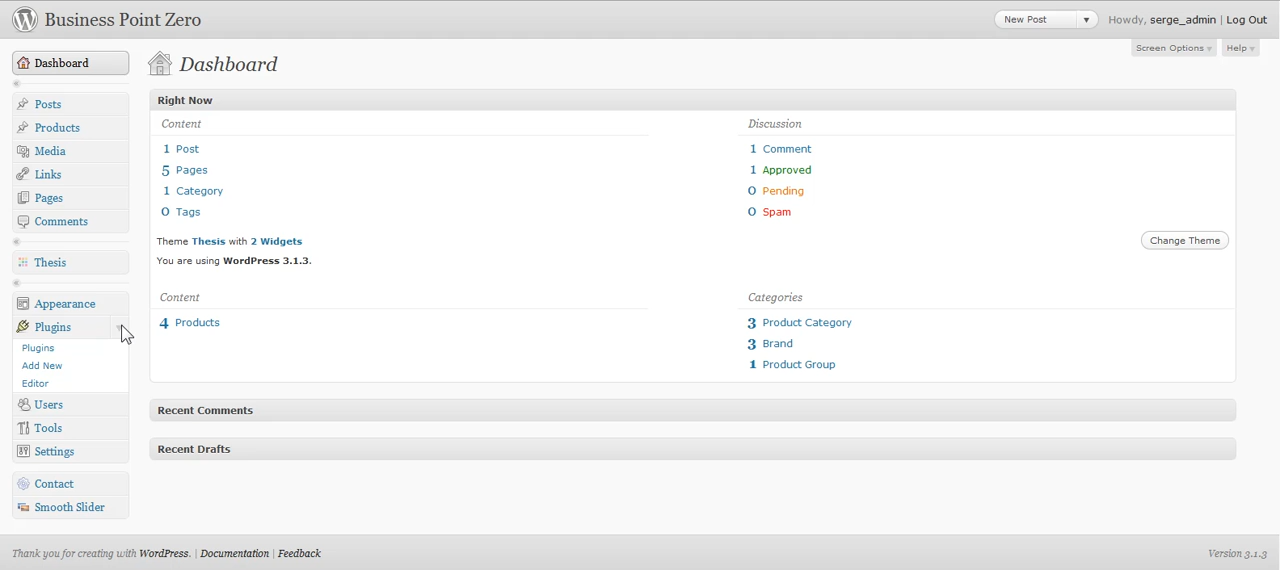 Business Point Zero
New Post
Howdy, serge_admin | Log Out
Screen Options
Help
Dashboard
Posts
Products
Media
Links
Pages
Comments
Thesis
Appearance
Plugins
Plugins
Add New
Editor
Users
Tools
Settings
Contact
Smooth Slider
Dashboard
Right Now
Content
1 Post
5 Pages
1 Category
0 Tags
Discussion
1 Comment
1 Approved
0 Pending
0 Spam
Theme Thesis with 2 Widgets
Change Theme
You are using WordPress 3.1.3.
Content
4 Products
Categories
3 Product Category
3 Brand
1 Product Group
Recent Comments
Recent Drafts
Thank you for creating with WordPress. | Documentation | Feedback
Version 3.1.3